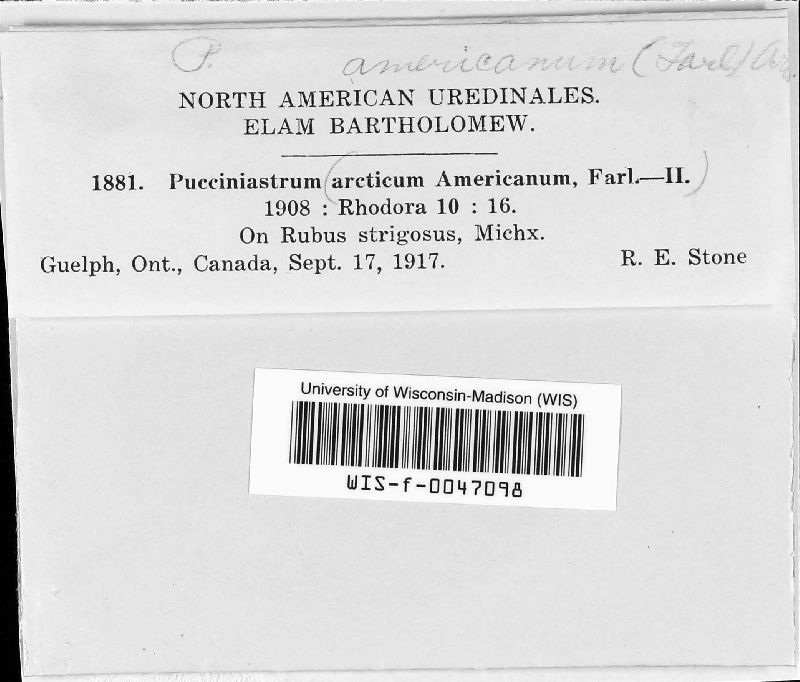 P. americanum (Farl) Ar
NORTH AMERICAN UREDINALES.
ELAM BARTHOLOMEW.
1881. Pucciniastrum (arcticum Americanum, Farl.—II.)
1908 : Rhodora 10 : 16.
On Rubus strigosus, Michx.
Guelph, Ont., Canada, Sept. 17, 1917. R. E. Stone
University of Wisconsin-Madison (WIS)
WIS-f-0047098